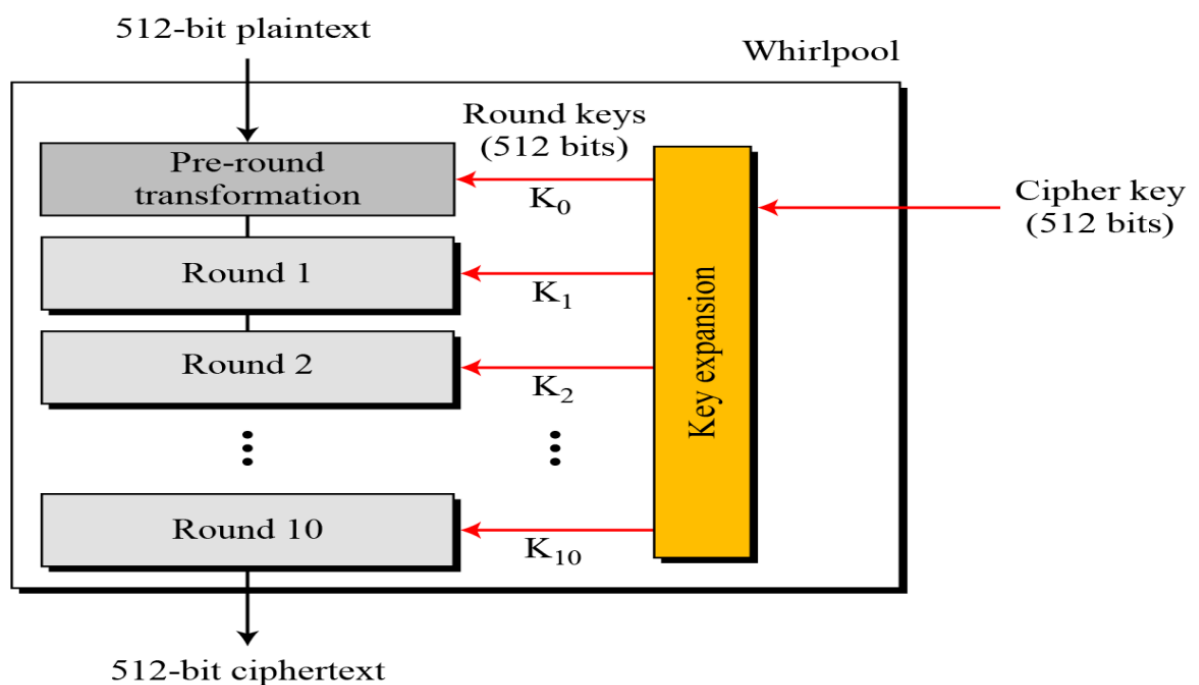 512-bit plaintext
Whirlpool
Round keys
(512 bits)
Pre-round
transformation
K₀
Cipher key
(512 bits)
Round 1
K₁
Key expansion
Round 2
K₂
Round 10
K₁₀
512-bit ciphertext